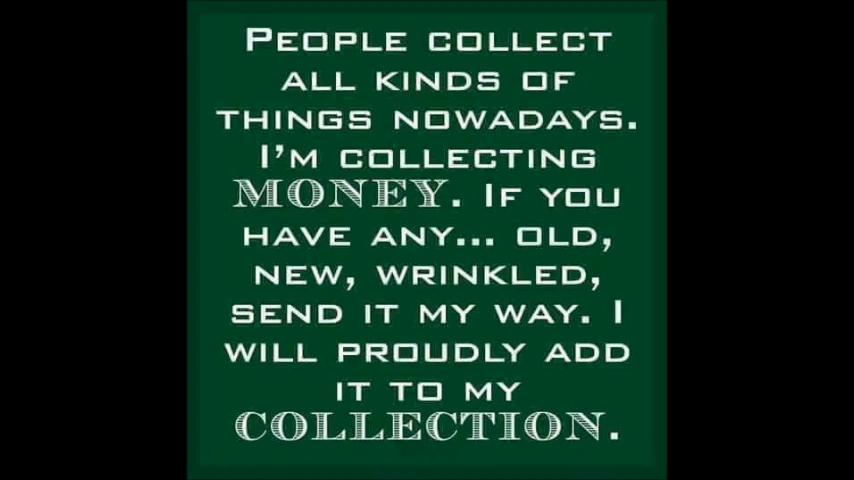 PEOPLE COLLECT
ALL KINDS OF
THINGS NOWADAYS.
I'M COLLECTING
MONEY. IF YOU
HAVE ANY... OLD,
NEW, WRINKLED,
SEND IT MY WAY. I
WILL PROUDLY ADD
IT TO MY
COLLECTION.